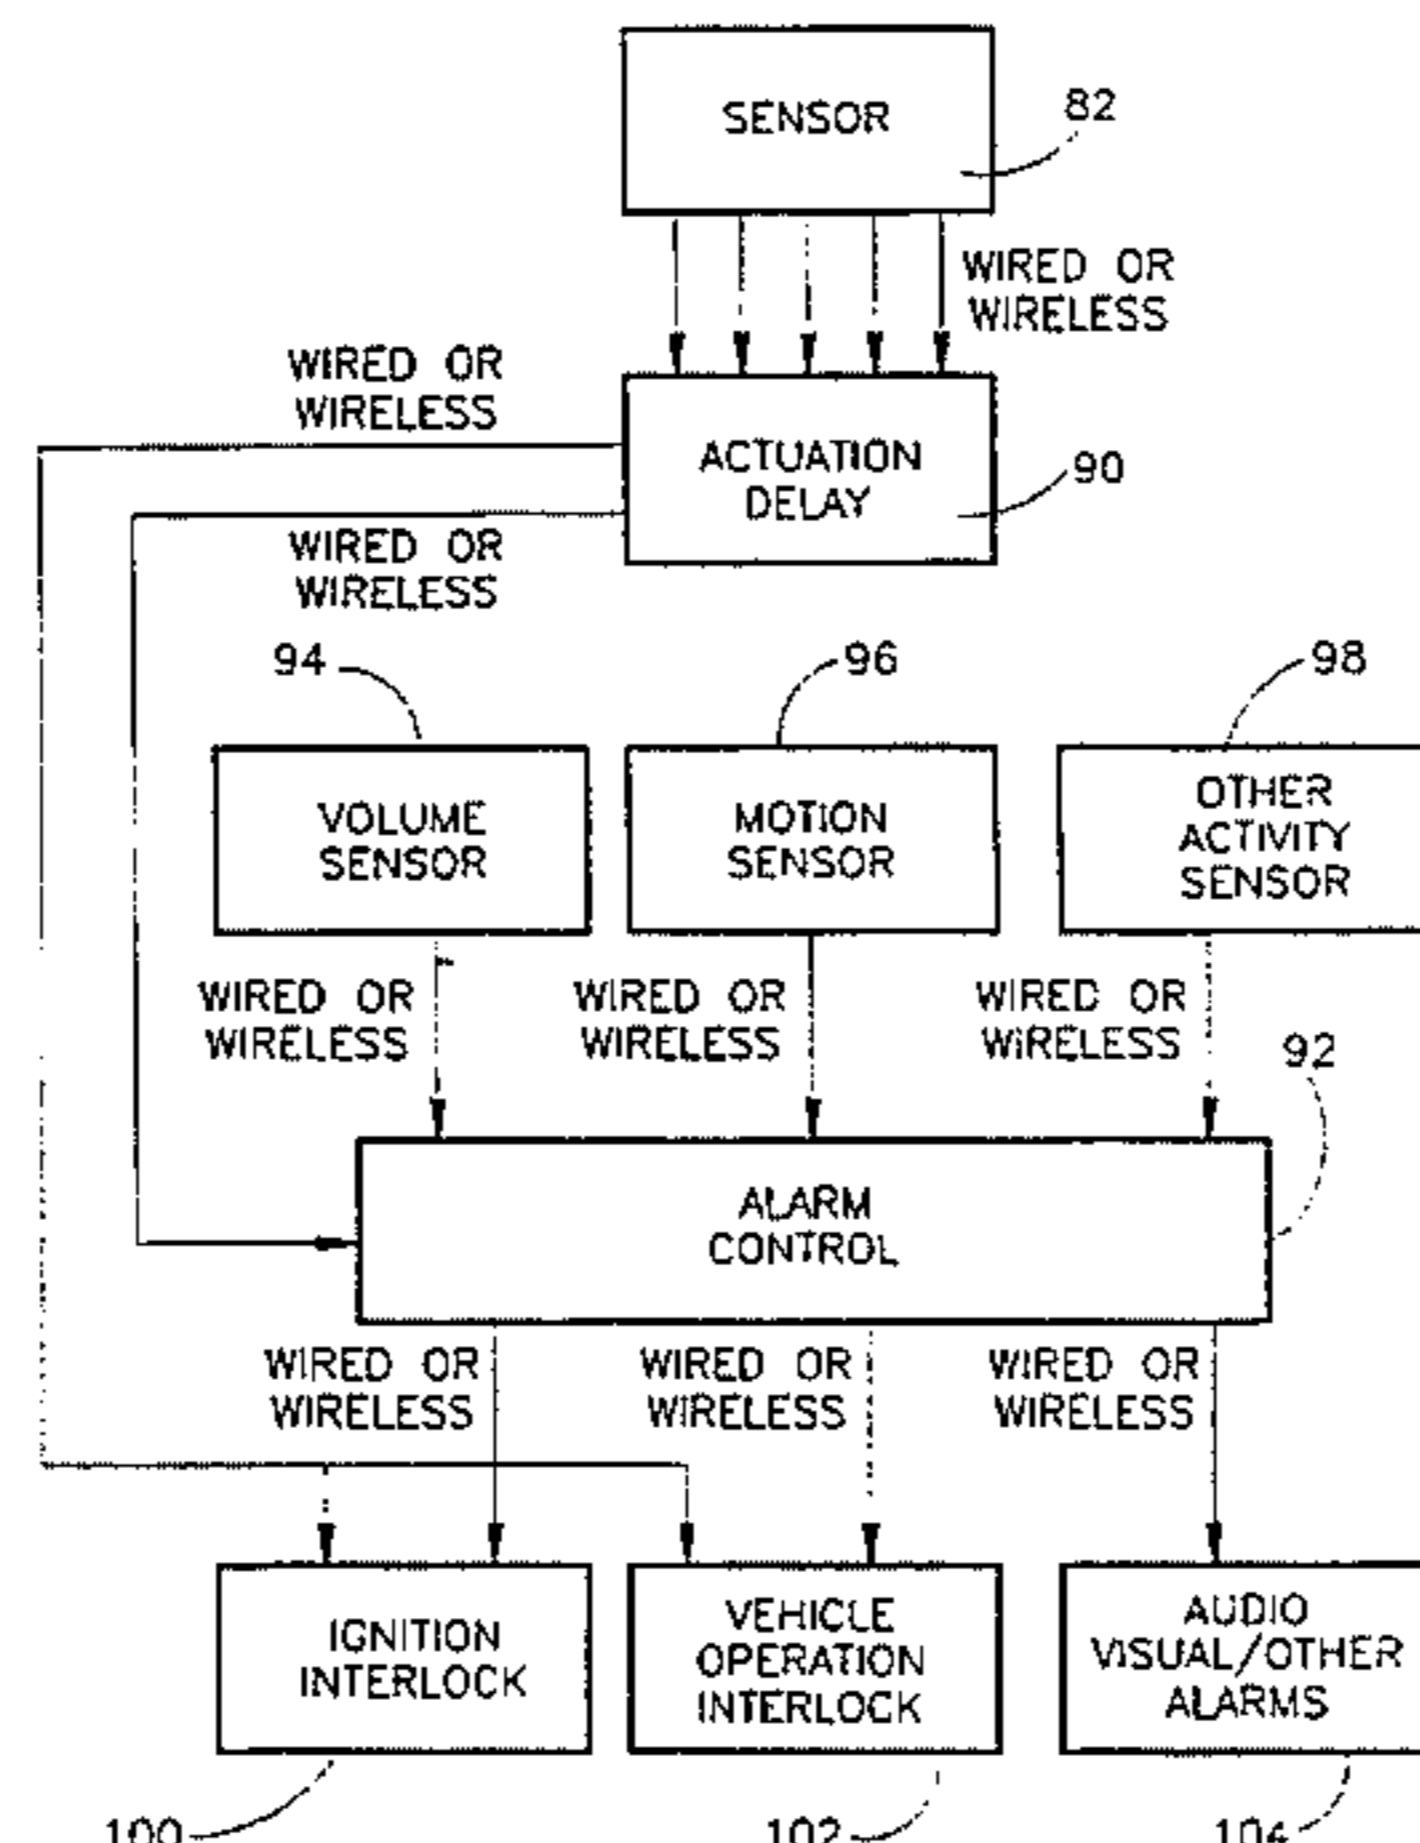 SENSOR
82
WIRED OR
WIRELESS
WIRED OR
WIRELESS
ACTUATION
DELAY
90
WIRED OR
WIRELESS
94
96
98
VOLUME
SENSOR
MOTION
SENSOR
OTHER
ACTIVITY
SENSOR
WIRED OR
WIRELESS
WIRED OR
WIRELESS
WIRED OR
WIRELESS
92
ALARM
CONTROL
WIRED OR
WIRELESS
WIRED OR
WIRELESS
WIRED OR
WIRELESS
IGNITION
INTERLOCK
VEHICLE
OPERATION
INTERLOCK
AUDIO
VISUAL/OTHER
ALARMS
100
102